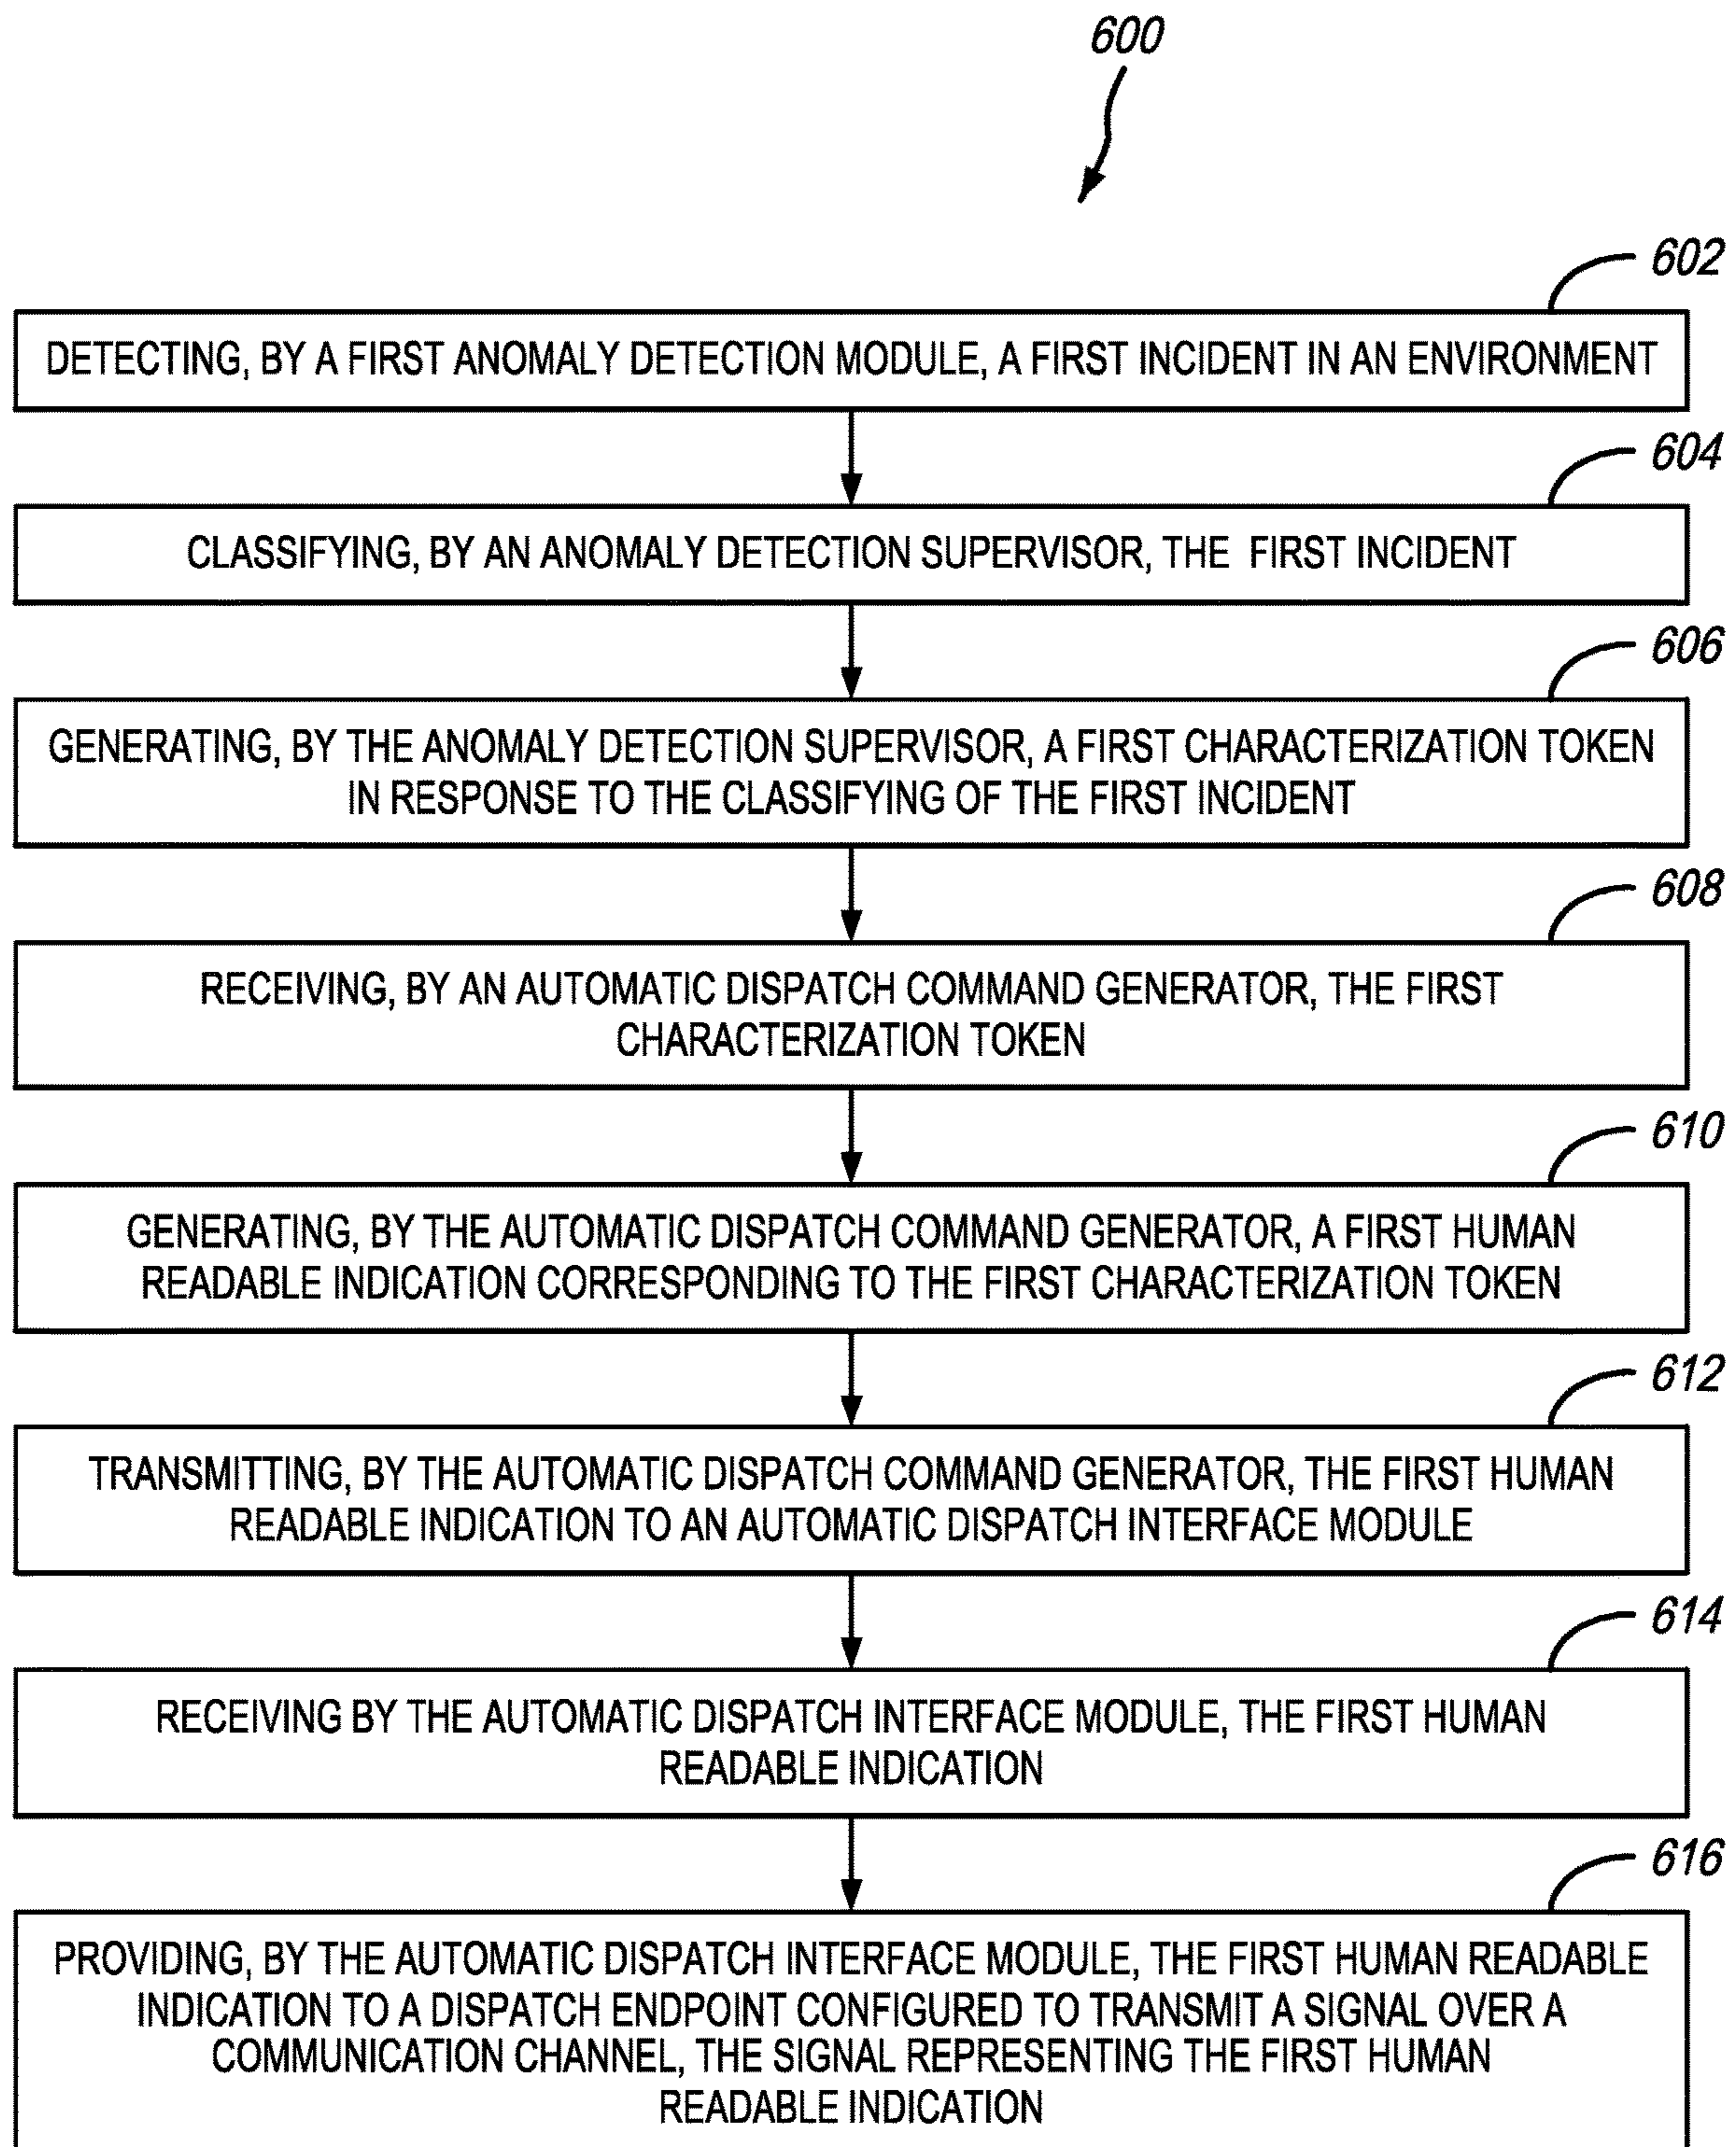 600
602
DETECTING, BY A FIRST ANOMALY DETECTION MODULE, A FIRST INCIDENT IN AN ENVIRONMENT
604
CLASSIFYING, BY AN ANOMALY DETECTION SUPERVISOR, THE FIRST INCIDENT
606
GENERATING, BY THE ANOMALY DETECTION SUPERVISOR, A FIRST CHARACTERIZATION TOKEN
IN RESPONSE TO THE CLASSIFYING OF THE FIRST INCIDENT
608
RECEIVING, BY AN AUTOMATIC DISPATCH COMMAND GENERATOR, THE FIRST
CHARACTERIZATION TOKEN
610
GENERATING, BY THE AUTOMATIC DISPATCH COMMAND GENERATOR, A FIRST HUMAN
READABLE INDICATION CORRESPONDING TO THE FIRST CHARACTERIZATION TOKEN
612
TRANSMITTING, BY THE AUTOMATIC DISPATCH COMMAND GENERATOR, THE FIRST HUMAN
READABLE INDICATION TO AN AUTOMATIC DISPATCH INTERFACE MODULE
614
RECEIVING BY THE AUTOMATIC DISPATCH INTERFACE MODULE, THE FIRST HUMAN
READABLE INDICATION
616
PROVIDING, BY THE AUTOMATIC DISPATCH INTERFACE MODULE, THE FIRST HUMAN READABLE
INDICATION TO A DISPATCH ENDPOINT CONFIGURED TO TRANSMIT A SIGNAL OVER A
COMMUNICATION CHANNEL, THE SIGNAL REPRESENTING THE FIRST HUMAN
READABLE INDICATION